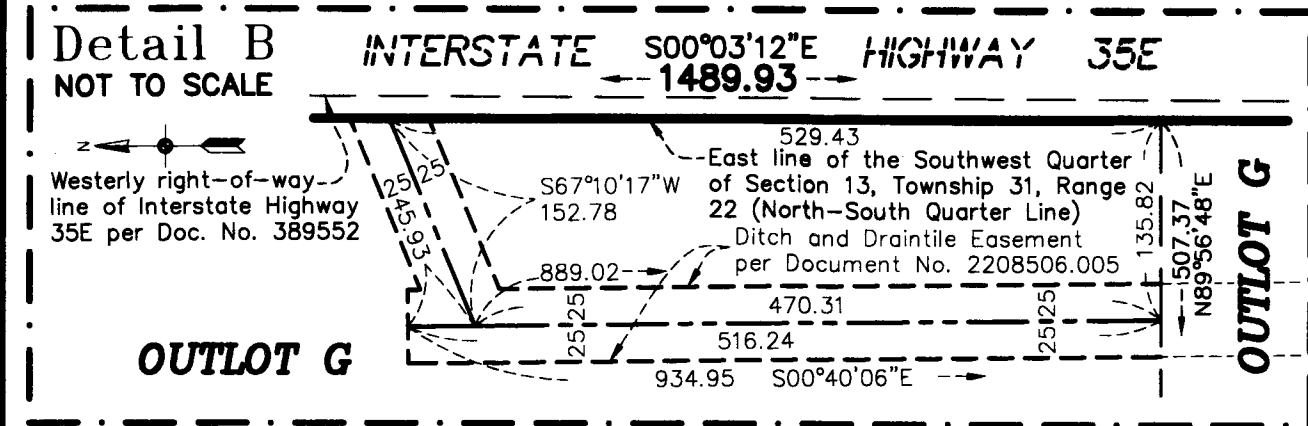 Detail B
NOT TO SCALE
INTERSTATE HIGHWAY 35E
S00°03'12"E
1489.93
N
Westerly right-of-way
line of Interstate Highway
35E per Doc. No. 389552
529.43
East line of the Southwest Quarter
of Section 13, Township 31, Range
22 (North-South Quarter Line)
25 25
45.93
S67°10'17"W
152.78
Ditch and Draintile Easement
per Document No. 2208506.005
889.02
135.82
507.37
N89°56'48"E
OUTLOT G
470.31
25 25
25 25
516.24
OUTLOT G
934.95 S00°40'06"E